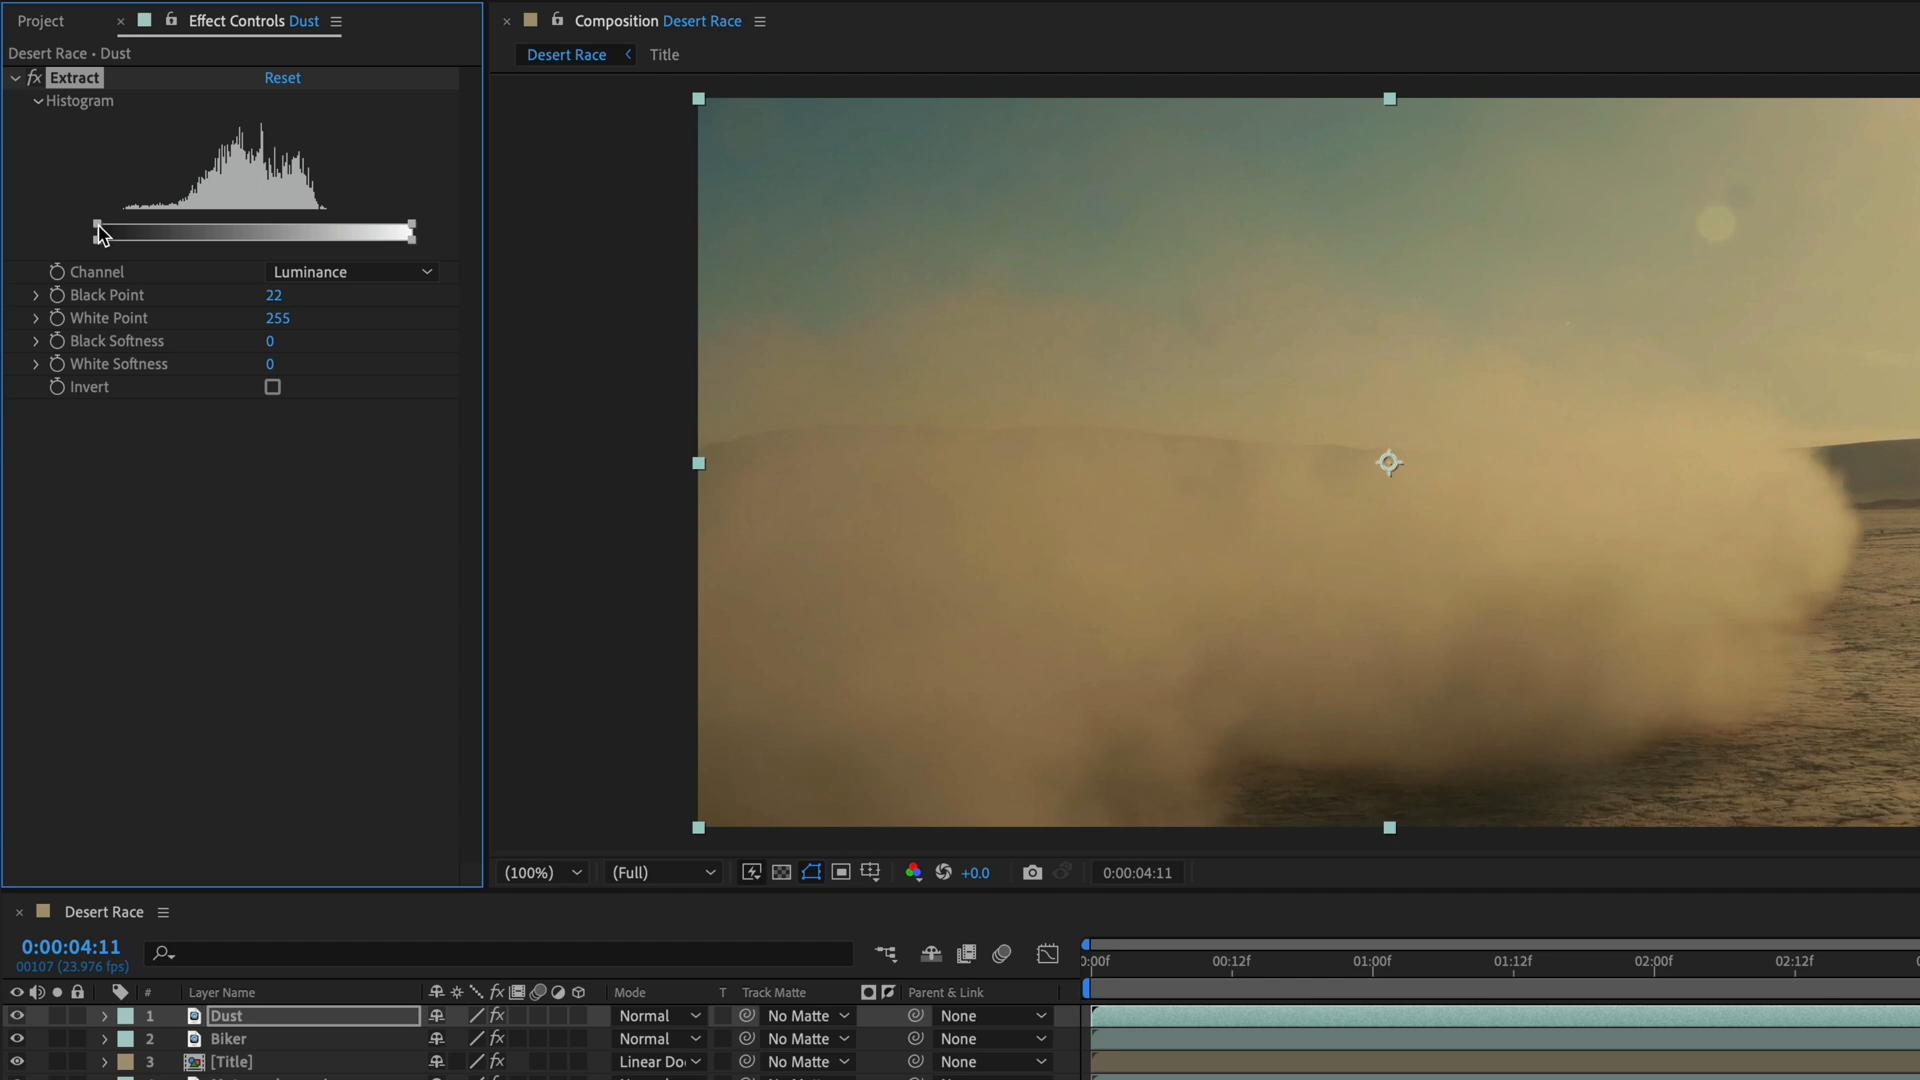 Project
× Effect Controls Dust
Desert Race • Dust
fx Extract Reset
Histogram
Channel Luminance
Black Point 22
White Point 255
Black Softness 0
White Softness 0
Invert
× Composition Desert Race
Desert Race Title
(100%) (Full) +0.0 0:00:04:11
× Desert Race
0:00:04:11
00107 (23.976 fps)
:00f 00:12f 01:00f 01:12f 02:00f 02:12f
# Layer Name fx Mode T Track Matte Parent & Link
1 Dust fx Normal No Matte None
2 Biker Normal No Matte None
3 [Title] fx Linear Do No Matte None